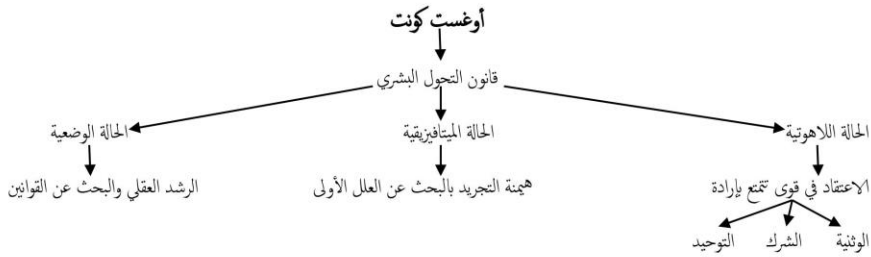 أوغست كونت
قانون التحول البشري
الحالة اللاهوتية الحالة الميتافيزيقية الحالة الوضعية
الاعتقاد في قوى تتمتع بإرادة هيمنة التجريد بالبحث عن العلل الأولى الرشد العقلي والبحث عن القوانين
الوثنية الشرك التوحيد